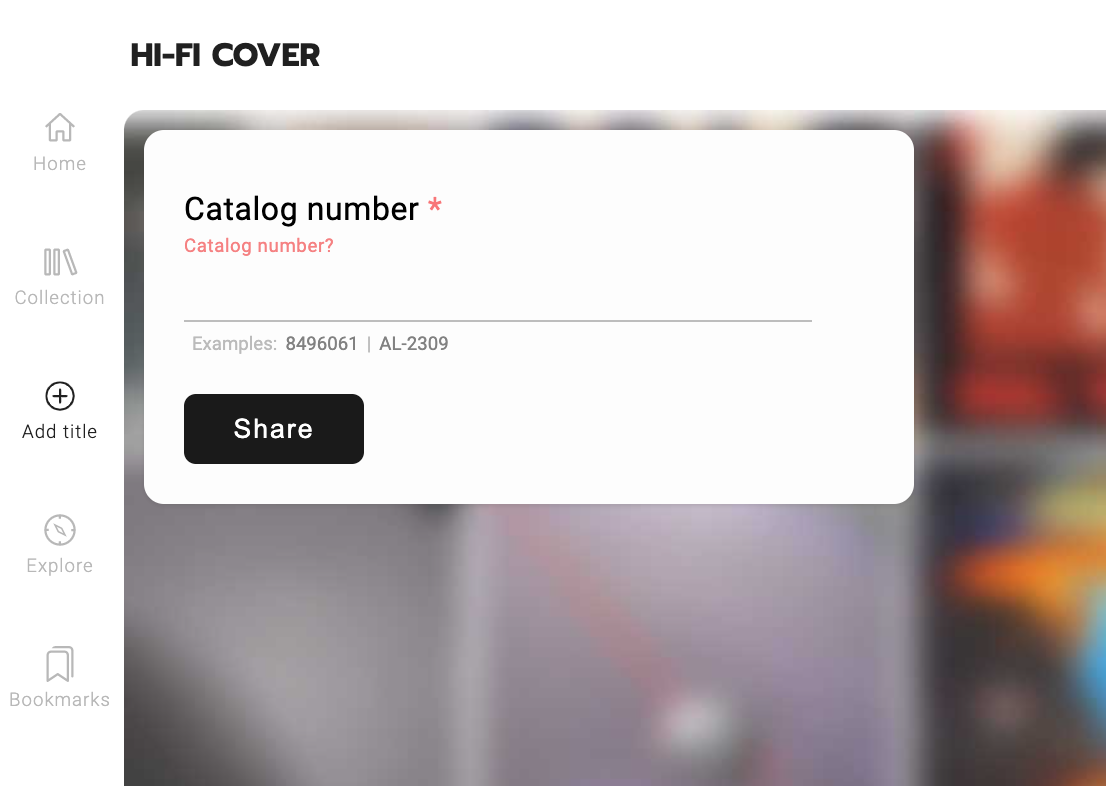 HI-FI COVER
Home
Collection
Add title
Explore
Bookmarks
Catalog number *
Catalog number?
Examples: 8496061 | AL-2309
Share